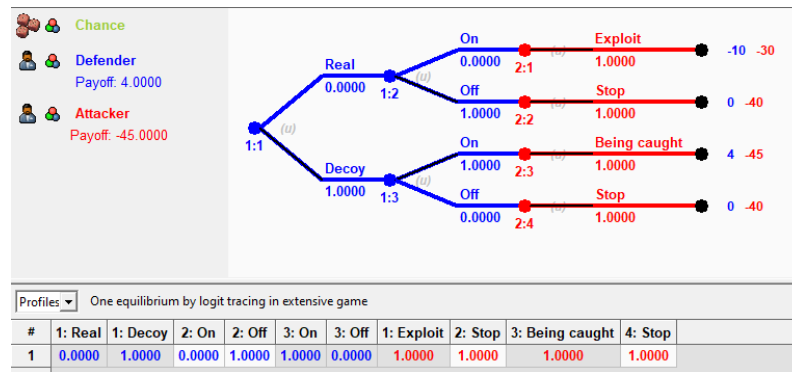 Chance
Defender
Payoff: 4.0000
Attacker
Payoff: -45.0000
1:1
(u)
Real
0.0000
1:2
(u)
Decoy
1.0000
1:3
(u)
On
0.0000
2:1
(u)
Exploit
1.0000
-10 -30
Off
1.0000
2:2
(u)
Stop
1.0000
0 -40
On
1.0000
2:3
(u)
Being caught
1.0000
4 -45
Off
0.0000
2:4
(u)
Stop
1.0000
0 -40
Profiles One equilibrium by logit tracing in extensive game
# 1: Real 1: Decoy 2: On 2: Off 3: On 3: Off 1: Exploit 2: Stop 3: Being caught 4: Stop
1 0.0000 1.0000 0.0000 1.0000 1.0000 0.0000 1.0000 1.0000 1.0000 1.0000